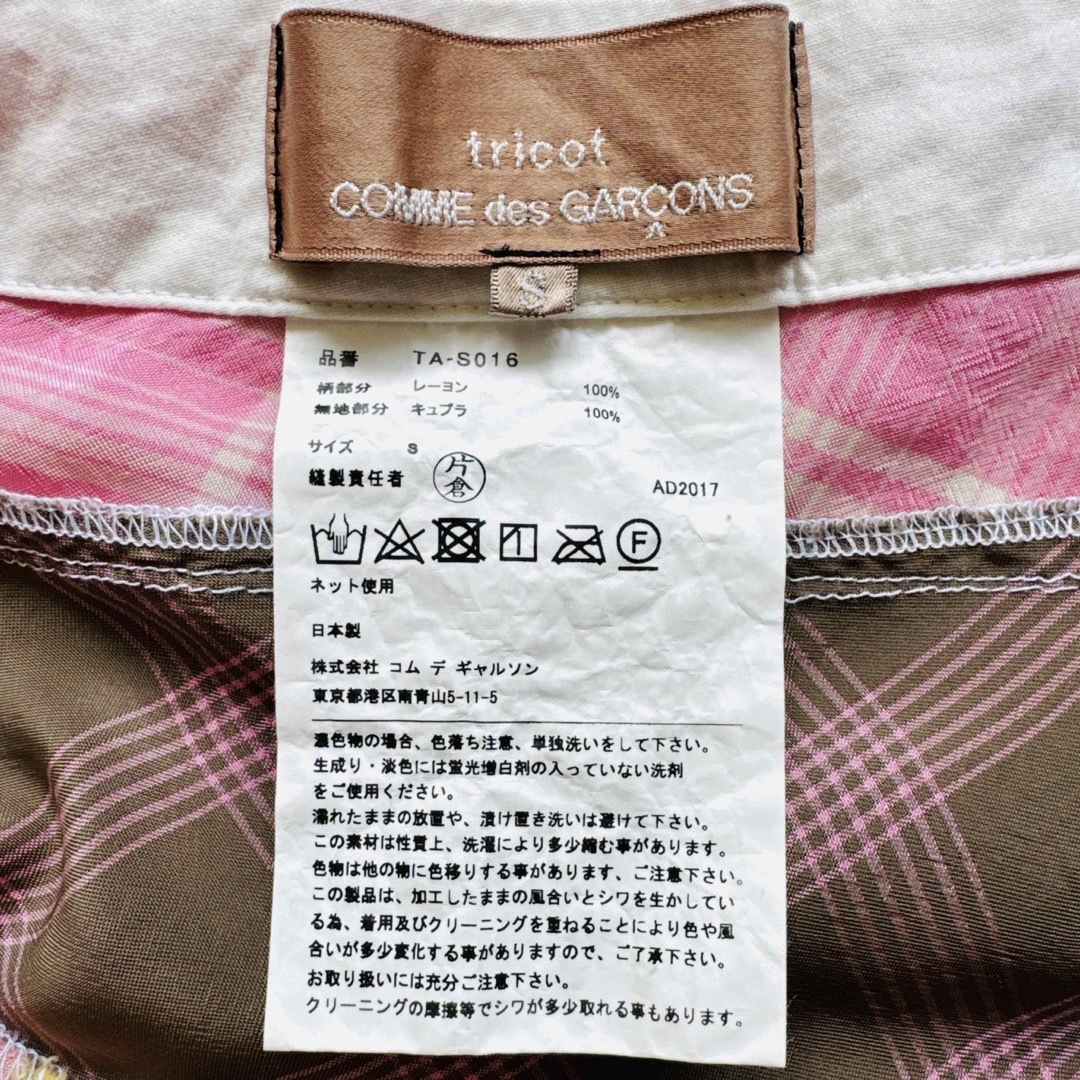 tricot
COMME des GARÇONS
S
品番 TA-S016
柄部分 レーヨン 100%
無地部分 キュプラ 100%
サイズ S
縫製責任者 片倉 AD2017
1 F
ネット使用
日本製
株式会社 コム デ ギャルソン
東京都港区南青山5-11-5
濃色物の場合、色落ち注意、単独洗いをして下さい。
生成り・淡色には蛍光増白剤の入っていない洗剤
をご使用ください。
濡れたままの放置や、漬け置き洗いは避けて下さい。
この素材は性質上、洗濯により多少縮む事があります。
色物は他の物に色移りする事があります、ご注意下さい。
この製品は、加工したままの風合いとシワを生かしてい
る為、着用及びクリーニングを重ねることにより色や風
合いが多少変化する事がありますので、ご了承下さい。
お取り扱いには充分ご注意下さい。
クリーニングの摩擦等でシワが多少取れる事もあります。